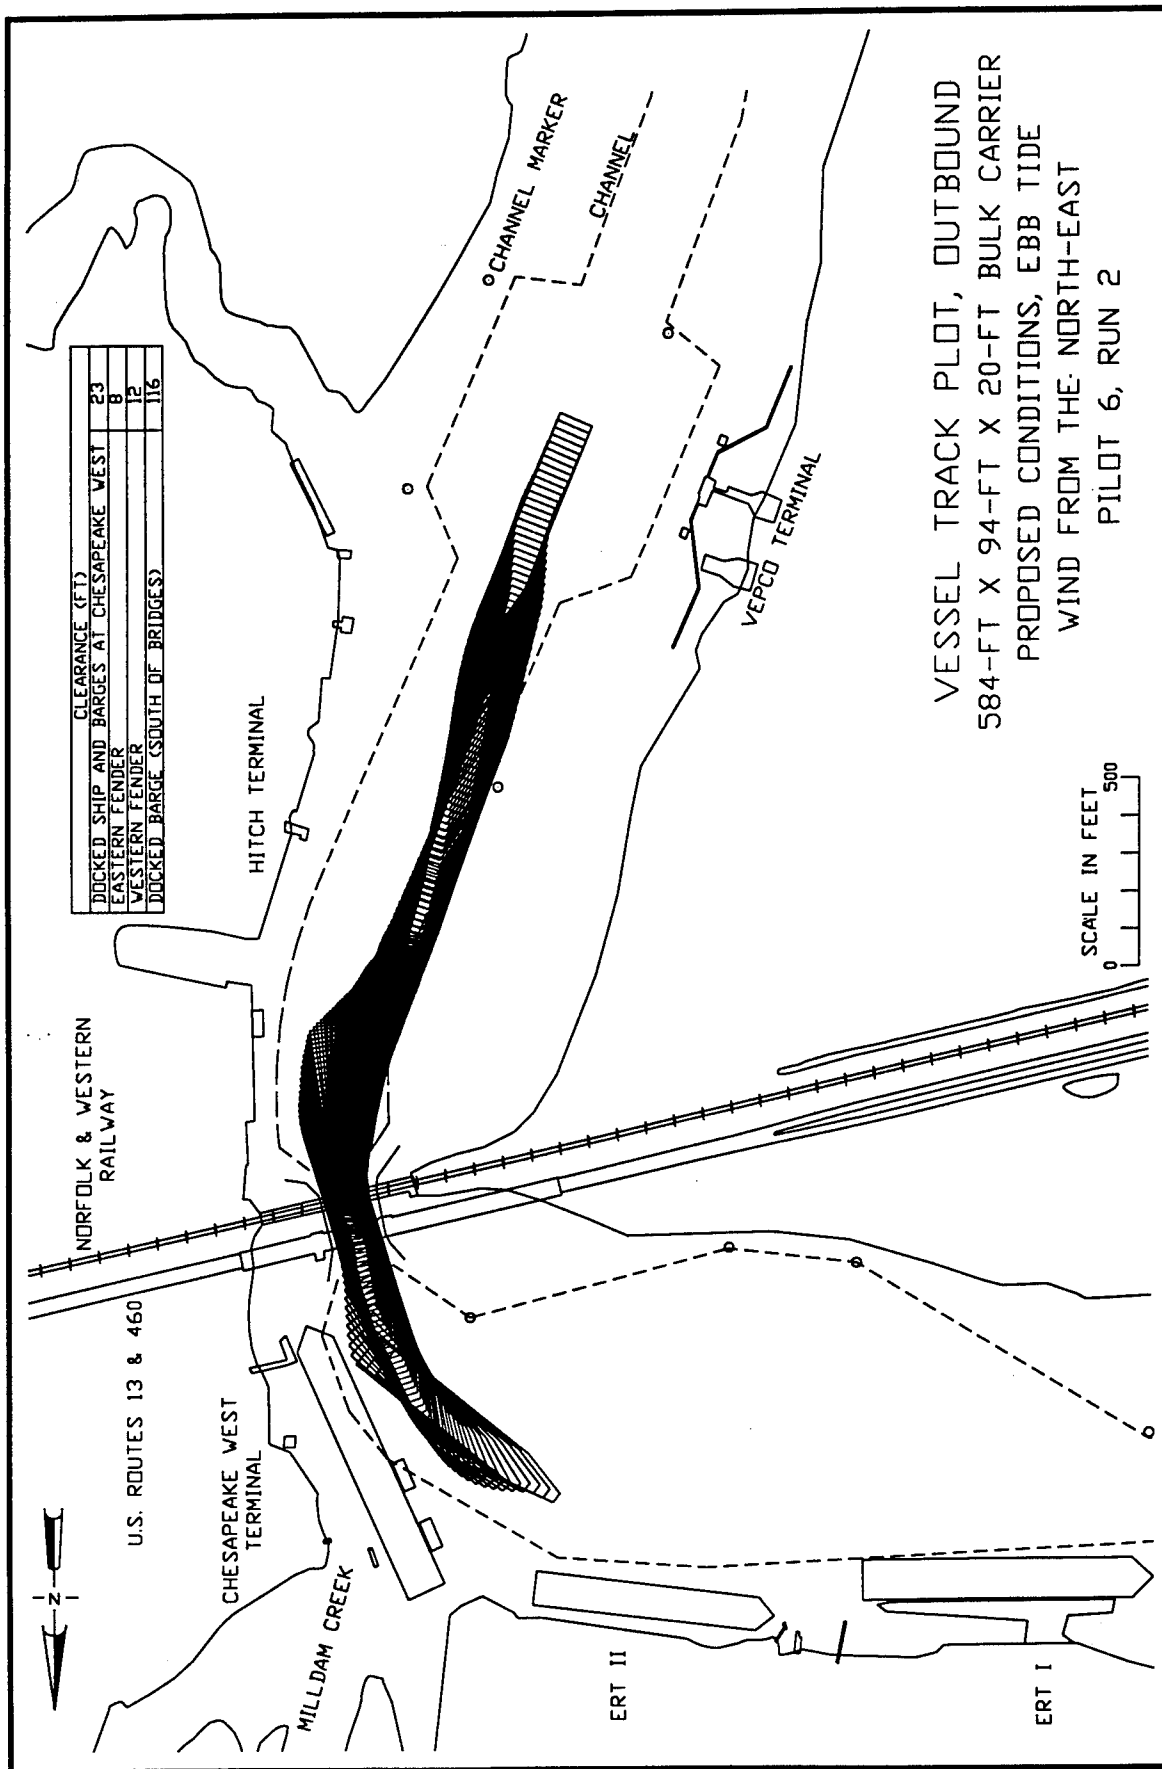 CLEARANCE (FT)
DOCKED SHIP AND BARGES AT CHESAPEAKE WEST 23
EASTERN FENDER 8
WESTERN FENDER 12
DOCKED BARGE (SOUTH OF BRIDGES) 116
N
U.S. ROUTES 13 & 460
NORFOLK & WESTERN
RAILWAY
CHESAPEAKE WEST
TERMINAL
MILLDAM CREEK
HITCH TERMINAL
CHANNEL MARKER
CHANNEL
VEPCO TERMINAL
ERT II
ERT I
SCALE IN FEET
0 500
VESSEL TRACK PLOT, OUTBOUND
584-FT X 94-FT X 20-FT BULK CARRIER
PROPOSED CONDITIONS, EBB TIDE
WIND FROM THE NORTH-EAST
PILOT 6, RUN 2